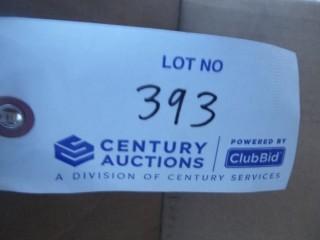 LOT NO
393
CENTURY AUCTIONS
POWERED BY
ClubBid
A DIVISION OF CENTURY SERVICES